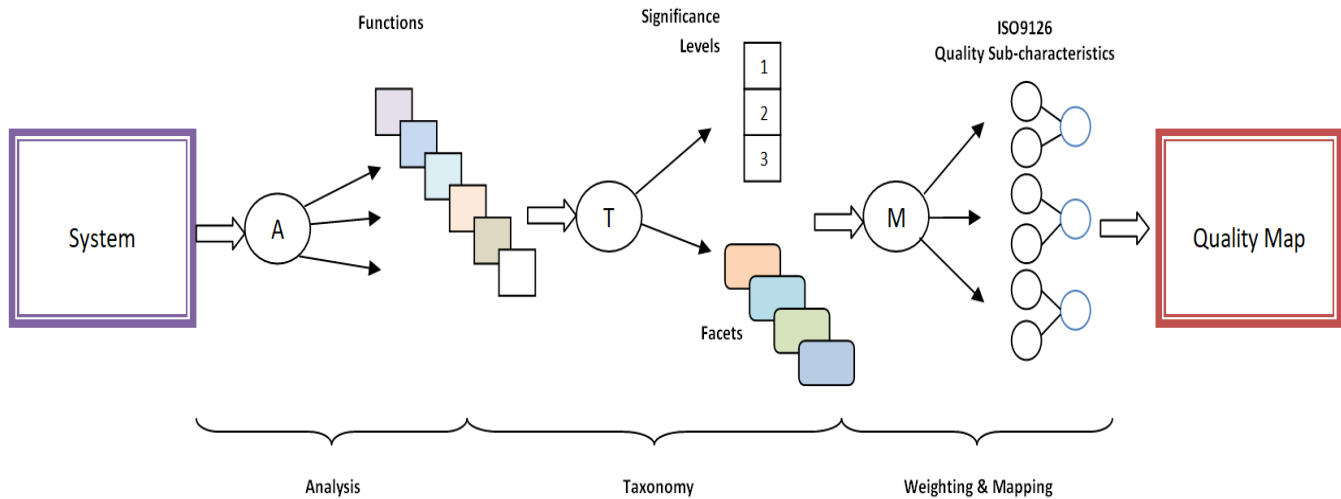 Functions
Significance
Levels
ISO9126
Quality Sub-characteristics
1
2
3
System
A
T
M
Quality Map
Facets
Analysis
Taxonomy
Weighting & Mapping